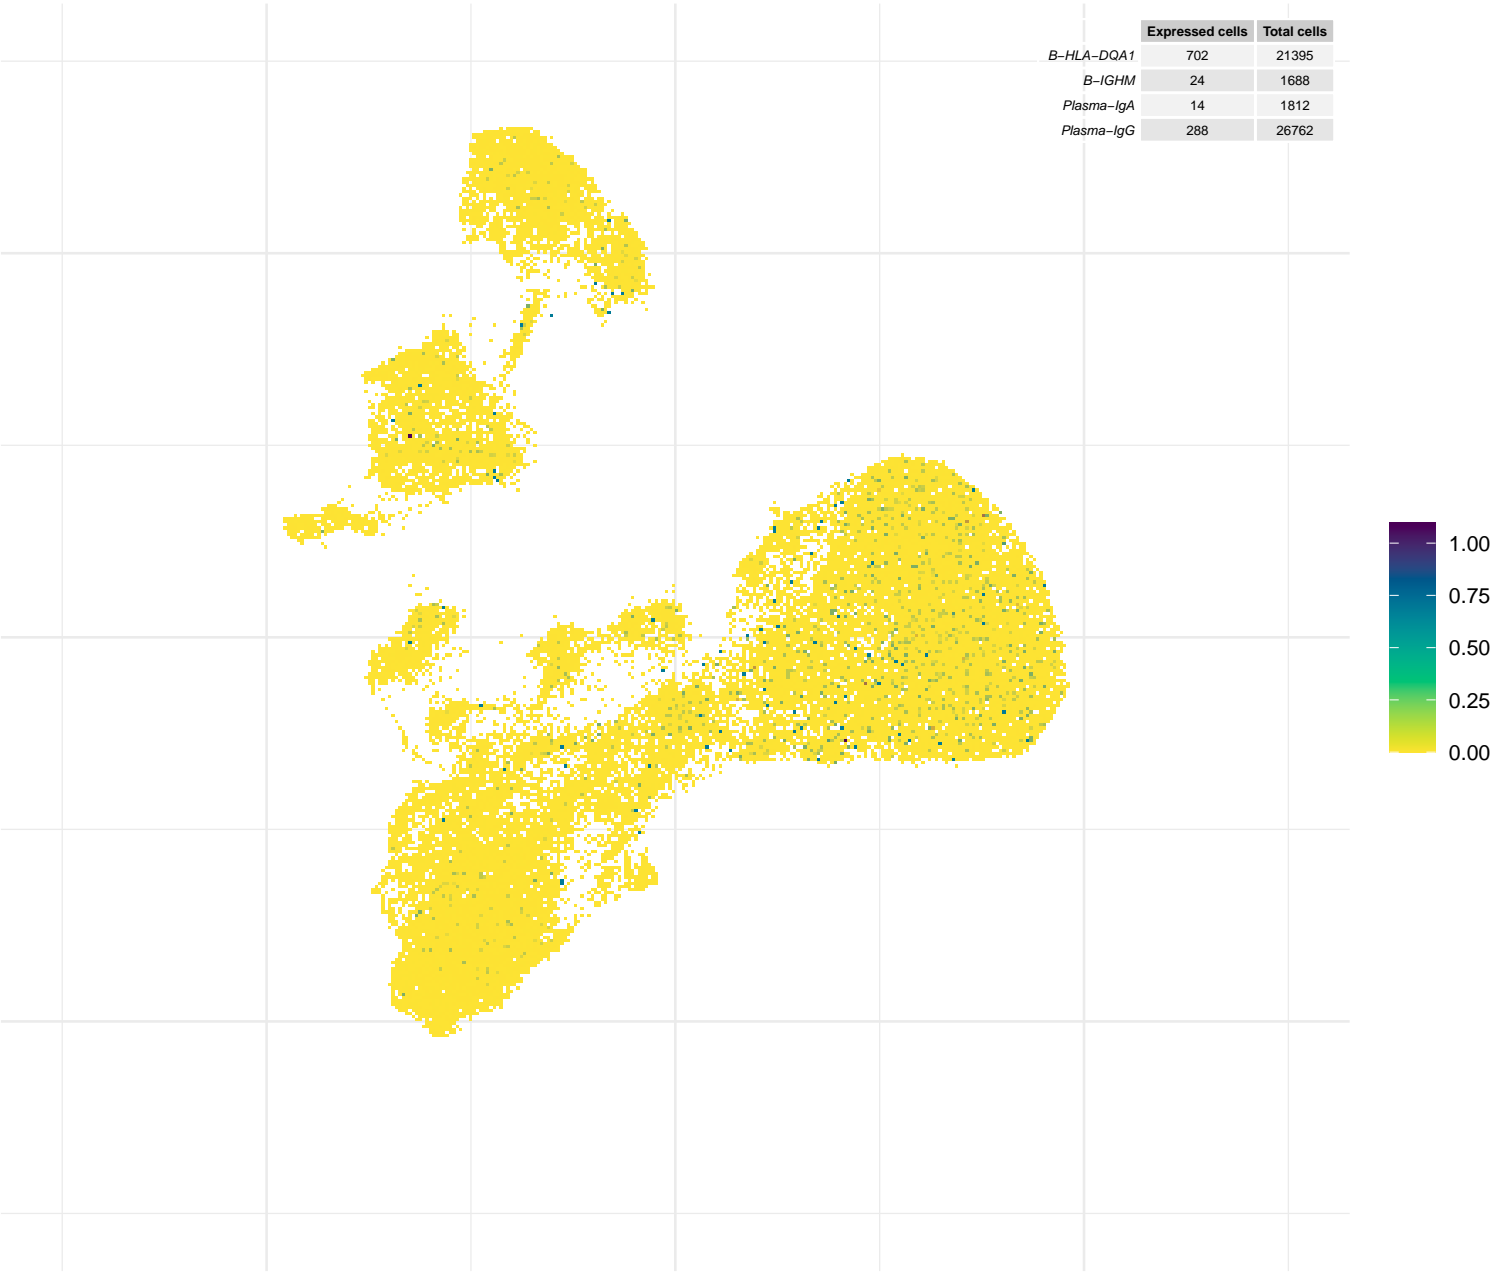 Expressed cells Total cells
B−HLA−DQA1 702 21395
B−IGHM 24 1688
Plasma−IgA 14 1812
Plasma−IgG 288 26762
1.00
0.75
0.50
0.25
0.00